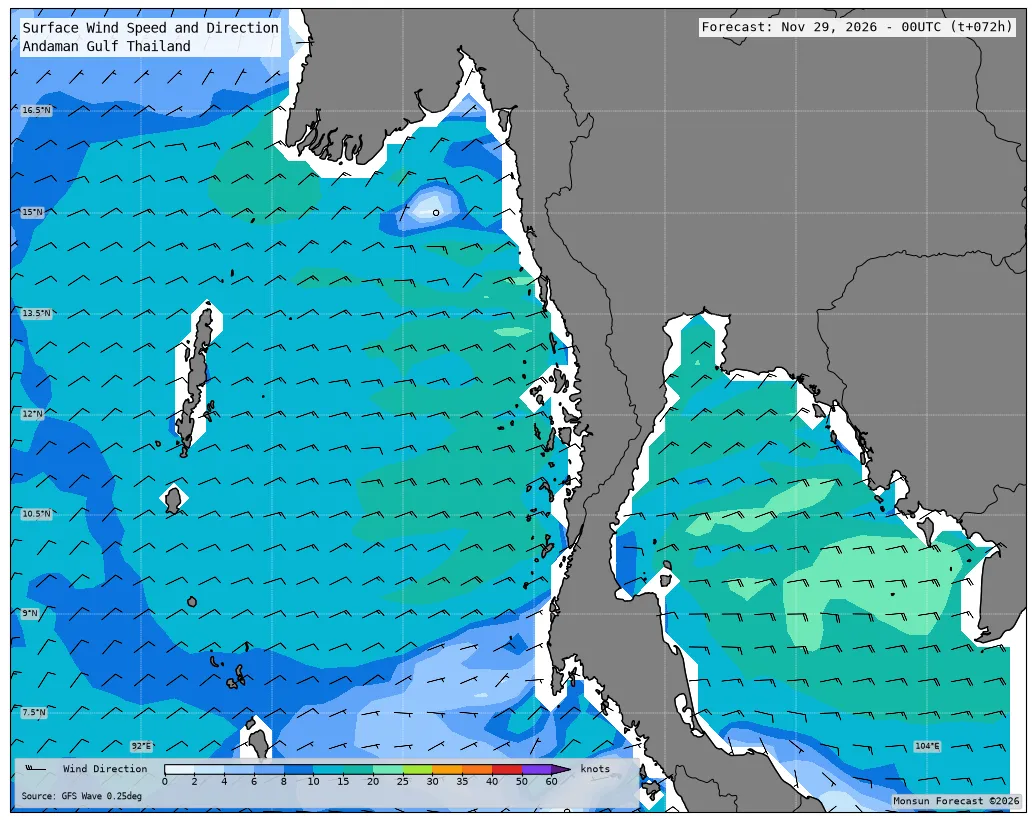 Surface Wind Speed and Direction
Andaman Gulf Thailand
Forecast: Nov 29, 2026 - 00UTC (t+072h)
16.5°N
15°N
13.5°N
12°N
10.5°N
9°N
7.5°N
92°E
104°E
Wind Direction
0 2 4 6 8 10 15 20 25 30 35 40 50 60
knots
Source: GFS Wave 0.25deg
Monsun Forecast ©2026